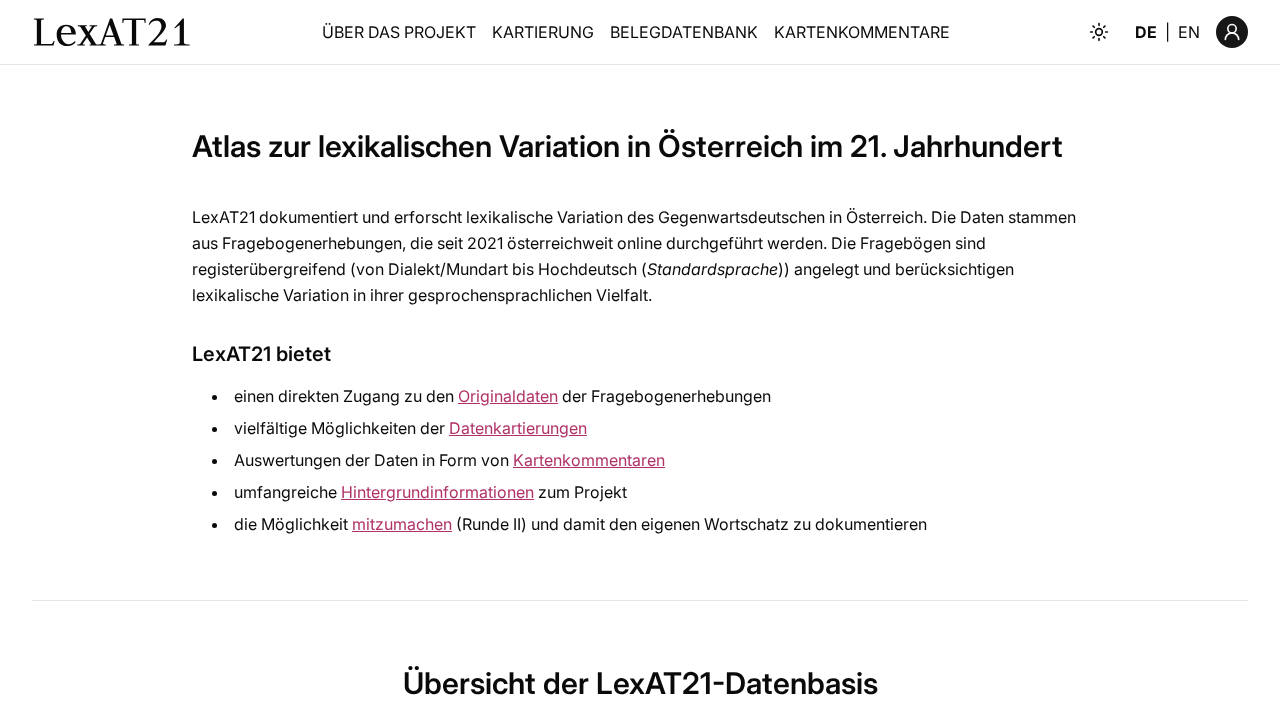 LexAT21
ÜBER DAS PROJEKT KARTIERUNG BELEGDATENBANK KARTENKOMMENTARE
DE | EN
Atlas zur lexikalischen Variation in Österreich im 21. Jahrhundert
LexAT21 dokumentiert und erforscht lexikalische Variation des Gegenwartsdeutschen in Österreich. Die Daten stammen
aus Fragebogenerhebungen, die seit 2021 österreichweit online durchgeführt werden. Die Fragebögen sind
registerübergreifend (von Dialekt/Mundart bis Hochdeutsch (Standardsprache)) angelegt und berücksichtigen
lexikalische Variation in ihrer gesprochensprachlichen Vielfalt.
LexAT21 bietet
• einen direkten Zugang zu den Originaldaten der Fragebogenerhebungen
• vielfältige Möglichkeiten der Datenkartierungen
• Auswertungen der Daten in Form von Kartenkommentaren
• umfangreiche Hintergrundinformationen zum Projekt
• die Möglichkeit mitzumachen (Runde II) und damit den eigenen Wortschatz zu dokumentieren
Übersicht der LexAT21-Datenbasis